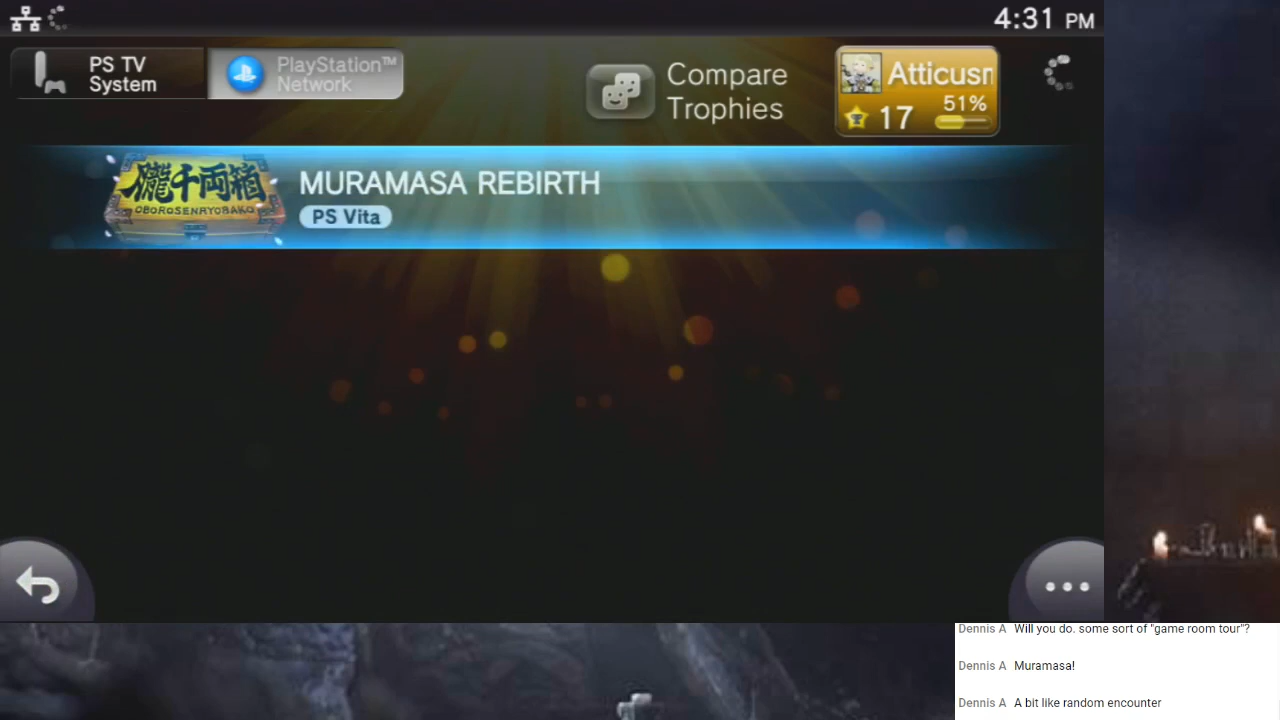 4:31 PM
PS TV
System
PlayStation™
Network
Compare
Trophies
Atticusr
17
51%
朧千両箱
OBOROSENRYOBAKO
MURAMASA REBIRTH
PS Vita
Dennis A Will you do. some sort of "game room tour"?
Dennis A Muramasa!
Dennis A A bit like random encounter